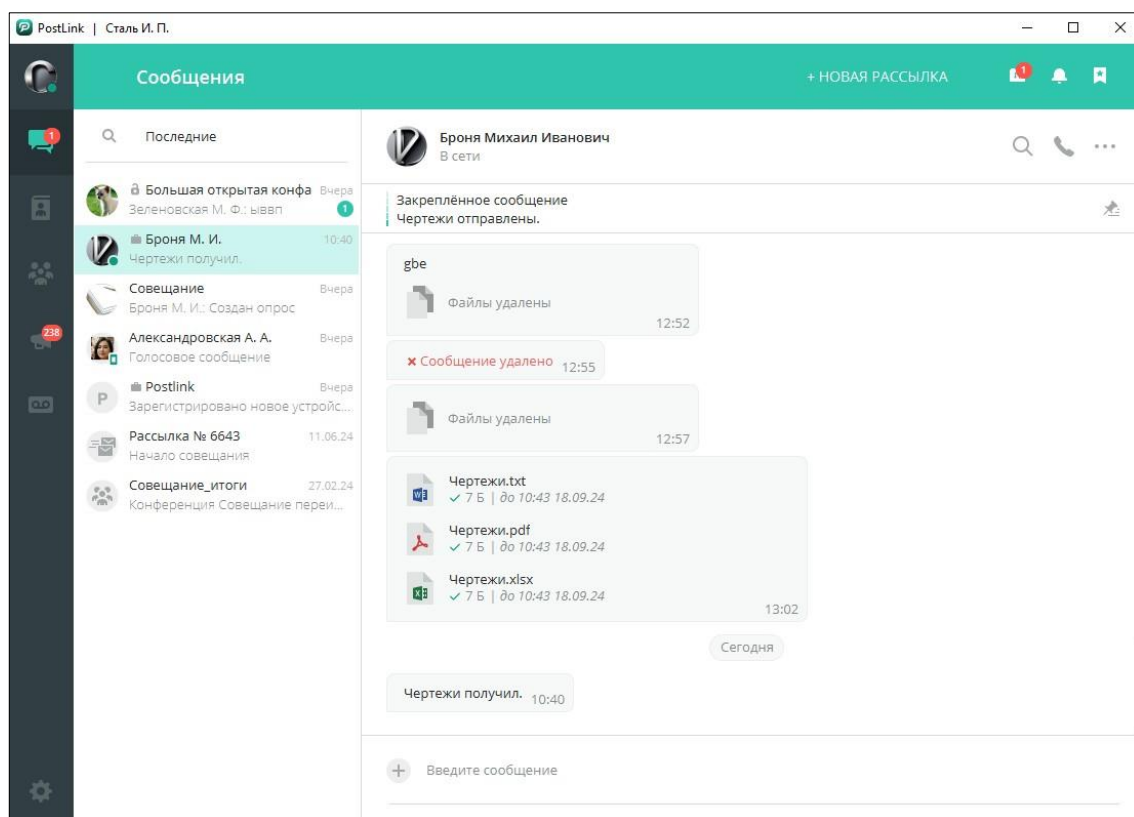 PostLink | Сталь И. П.
Сообщения
+ НОВАЯ РАССЫЛКА
1
1
238
Последние
Большая открытая конфа Вчера
Зеленовская М. Ф.: ыввп 1
Броня М. И. 10:40
Чертежи получил.
Совещание Вчера
Броня М. И.: Создан опрос
Александровская А. А. Вчера
Голосовое сообщение
P
Postlink Вчера
Зарегистрировано новое устройс...
Рассылка № 6643 11.06.24
Начало совещания
Совещание_итоги 27.02.24
Конференция Совещание переи...
Броня Михаил Иванович
В сети
Закреплённое сообщение
Чертежи отправлены.
gbe
Файлы удалены
12:52
Сообщение удалено 12:55
Файлы удалены
12:57
Чертежи.txt
7 Б | до 10:43 18.09.24
Чертежи.pdf
7 Б | до 10:43 18.09.24
Чертежи.xlsx
7 Б | до 10:43 18.09.24
13:02
Сегодня
Чертежи получил. 10:40
Введите сообщение